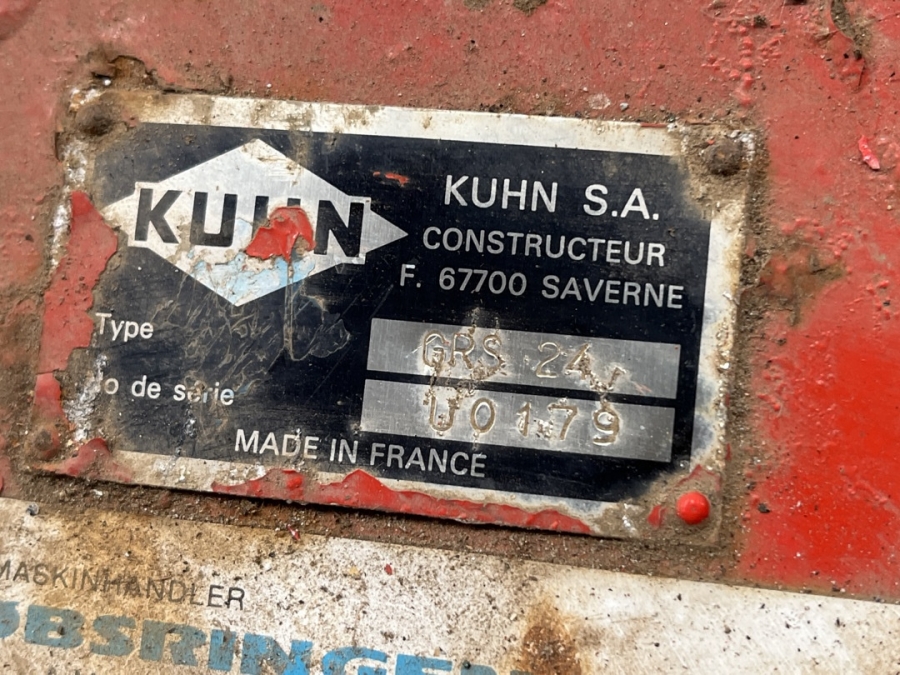 KUHN
KUHN S.A.
CONSTRUCTEUR
F. 67700 SAVERNE
Type
GRS 24
o de série
U0179
MADE IN FRANCE
MASKINHANDLER